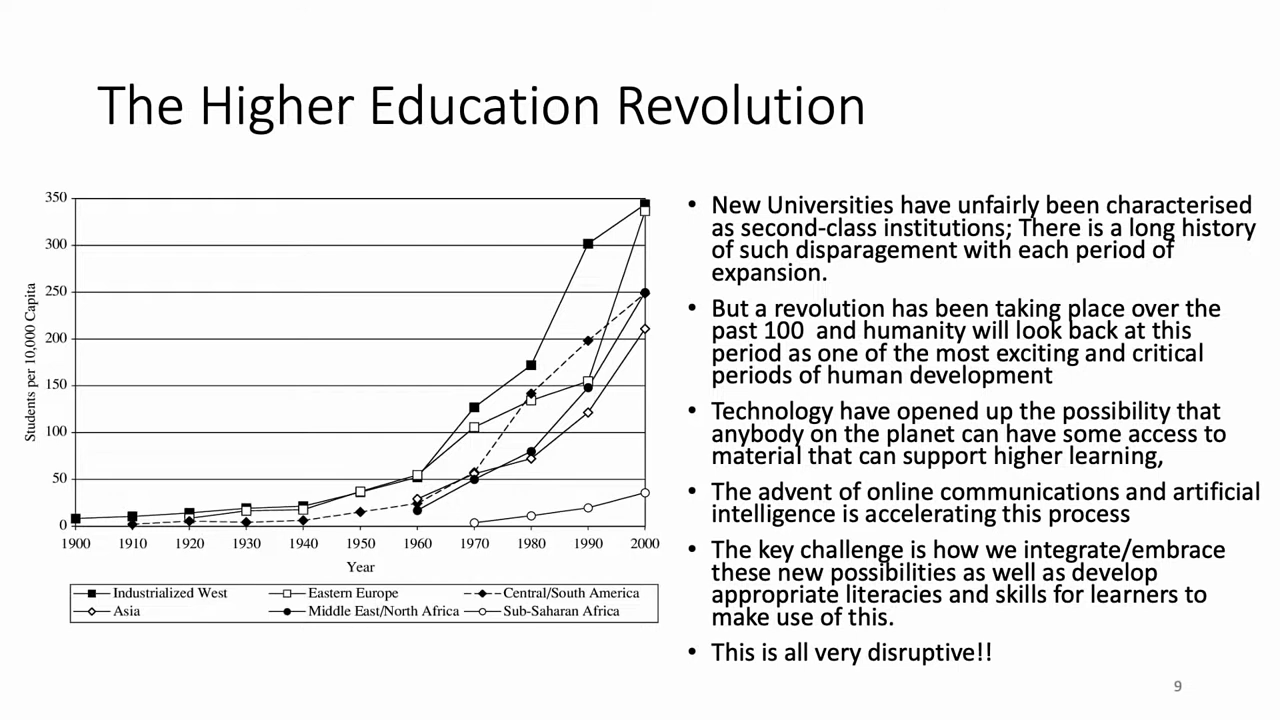 The Higher Education Revolution
350
300
250
200
150
100
50
0
Students per 10,000 Capita
1900 1910 1920 1930 1940 1950 1960 1970 1980 1990 2000
Year
Industrialized West Eastern Europe Central/South America
Asia Middle East/North Africa Sub-Saharan Africa
• New Universities have unfairly been characterised
as second-class institutions; There is a long history
of such disparagement with each period of
expansion.
• But a revolution has been taking place over the
past 100 and humanity will look back at this
period as one of the most exciting and critical
periods of human development
• Technology have opened up the possibility that
anybody on the planet can have some access to
material that can support higher learning,
• The advent of online communications and artificial
intelligence is accelerating this process
• The key challenge is how we integrate/embrace
these new possibilities as well as develop
appropriate literacies and skills for learners to
make use of this.
• This is all very disruptive!!
9